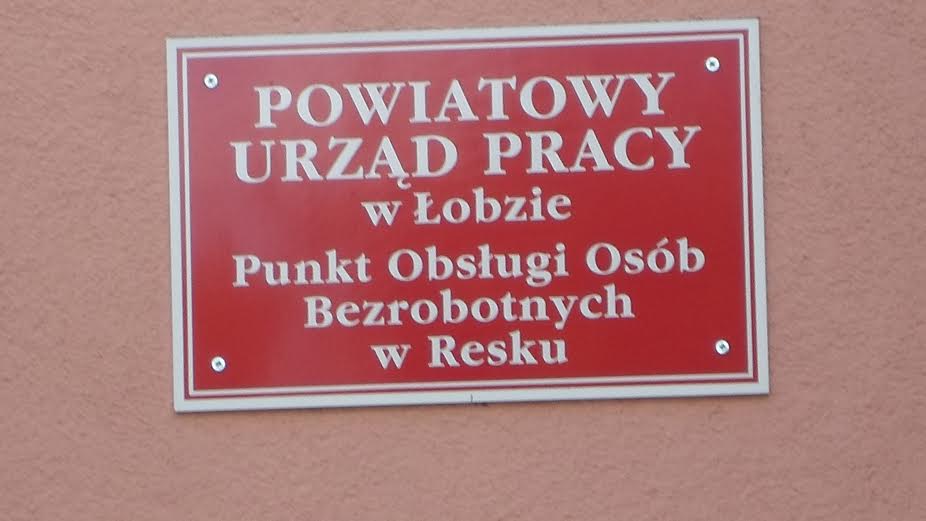 POWIATOWY
URZĄD PRACY
w Łobzie
Punkt Obsługi Osób
Bezrobotnych
w Resku